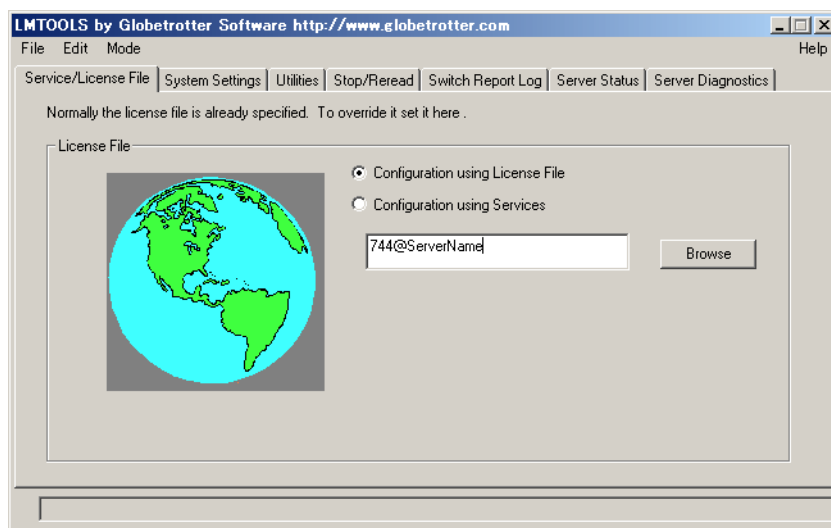 LMTOOLS by Globetrotter Software http://www.globetrotter.com
File Edit Mode Help
Service/License File System Settings Utilities Stop/Reread Switch Report Log Server Status Server Diagnostics
Normally the license file is already specified. To override it set it here .
License File
Configuration using License File
Configuration using Services
744@ServerName
Browse